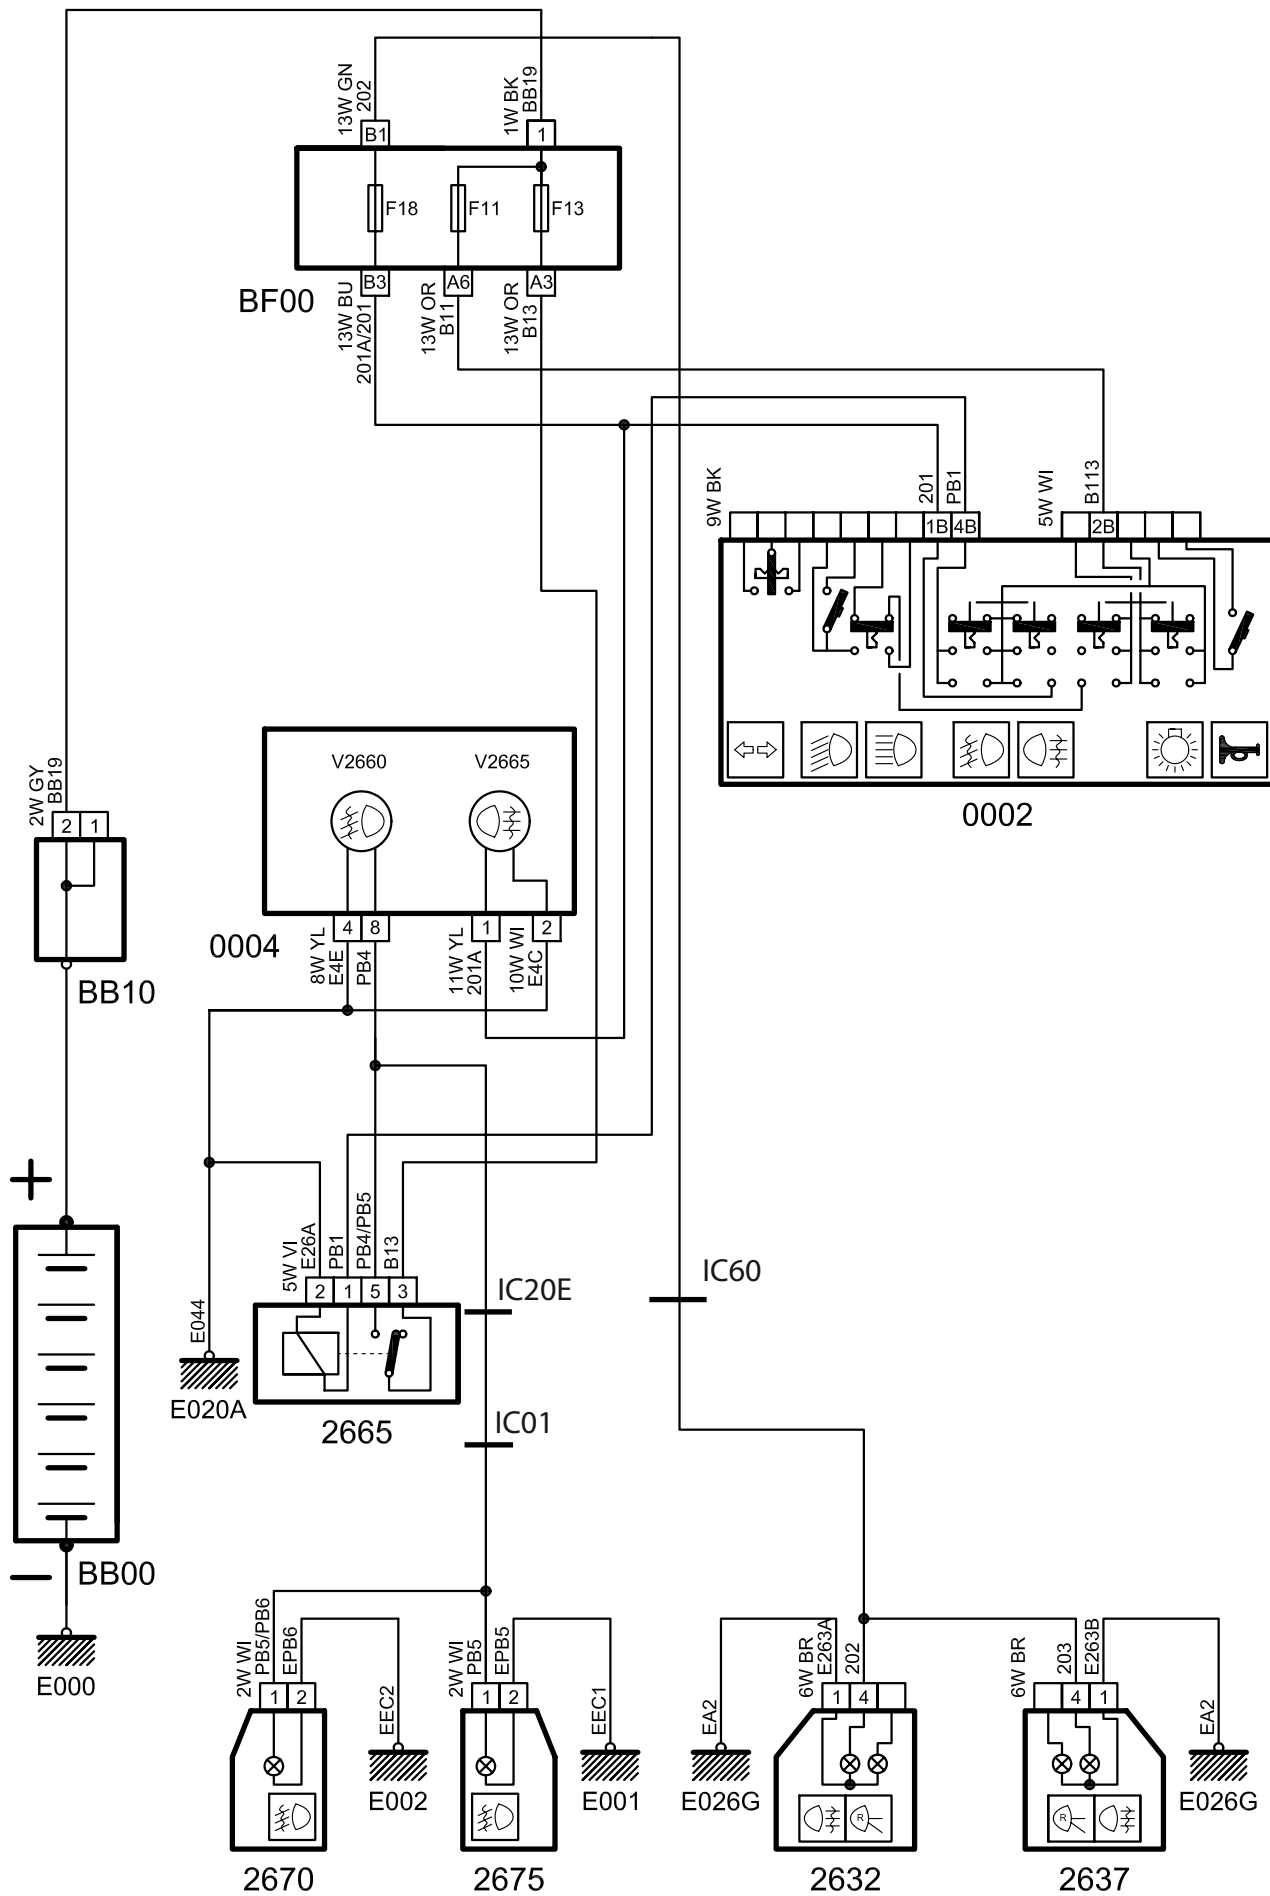 13W GN
202
1W BK
BB19
B1
1
F18
F11
F13
B3
A6
A3
BF00
13W BU
201A/201
13W OR
B11
13W OR
B13
9W BK
201
PB1
5W WI
B113
1B
4B
2B
0002
V2660
V2665
2W GY
BB19
2
1
BB10
4
8
1
2
0004
8W YL
E4E
PB4
11W YL
201A
10W WI
E4C
+
5W VI
E26A
PB1
PB4/PB5
B13
2
1
5
3
2665
E044
E020A
IC20E
IC60
IC01
BB00
E000
2W WI
PB5/PB6
EPB6
1
2
EEC2
E002
2670
2W WI
PB5
EPB5
1
2
EEC1
E001
2675
EA2
E026G
6W BR
E263A
202
1
4
R
2632
6W BR
203
E263B
4
1
R
2637
EA2
E026G